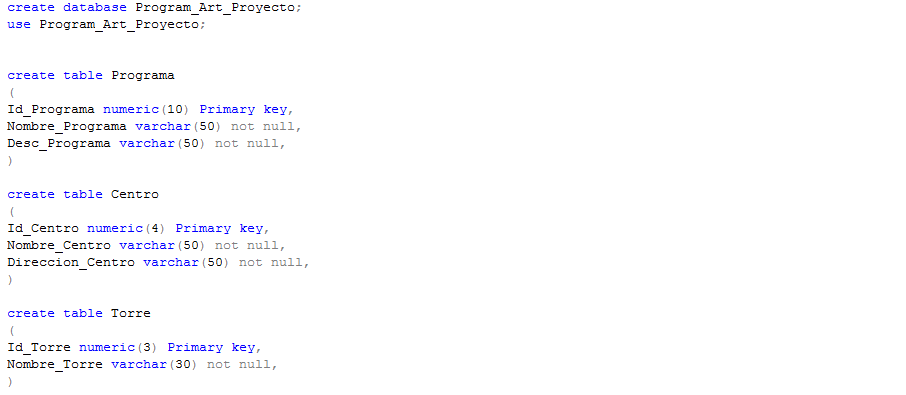 create database Program_Art_Proyecto;
use Program_Art_Proyecto;
create table Programa
(
Id_Programa numeric(10) Primary key,
Nombre_Programa varchar(50) not null,
Desc_Programa varchar(50) not null,
)
create table Centro
(
Id_Centro numeric(4) Primary key,
Nombre_Centro varchar(50) not null,
Direccion_Centro varchar(50) not null,
)
create table Torre
(
Id_Torre numeric(3) Primary key,
Nombre_Torre varchar(30) not null,
)